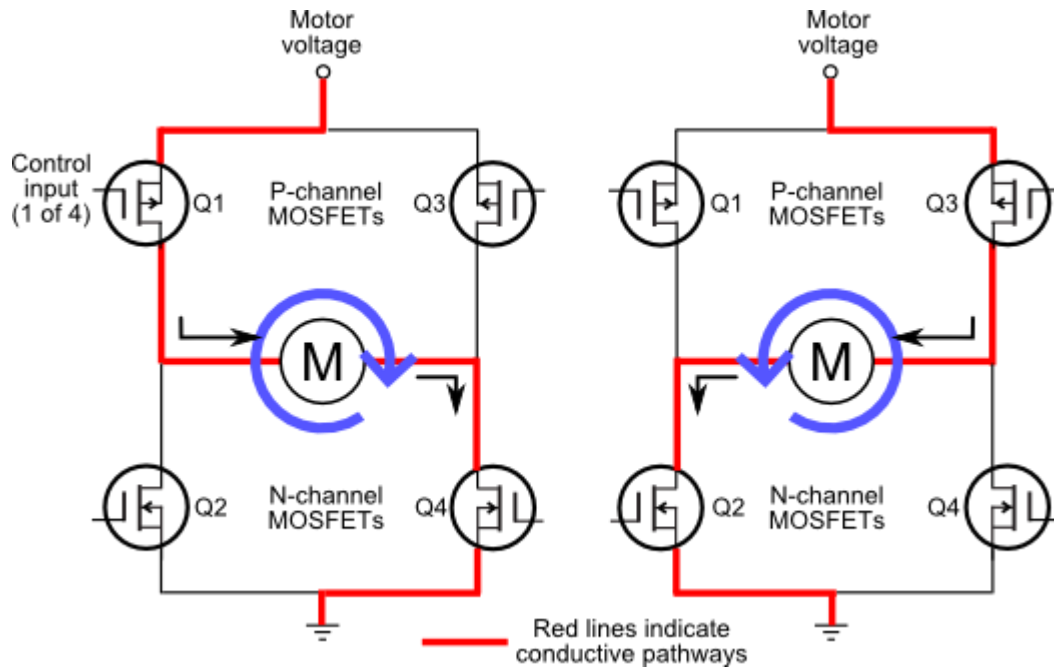 Motor
voltage
Control
input
(1 of 4)
Q1
P-channel
MOSFETs
Q3
M
Q2
N-channel
MOSFETs
Q4
Motor
voltage
Q1
P-channel
MOSFETs
Q3
M
Q2
N-channel
MOSFETs
Q4
Red lines indicate
conductive pathways